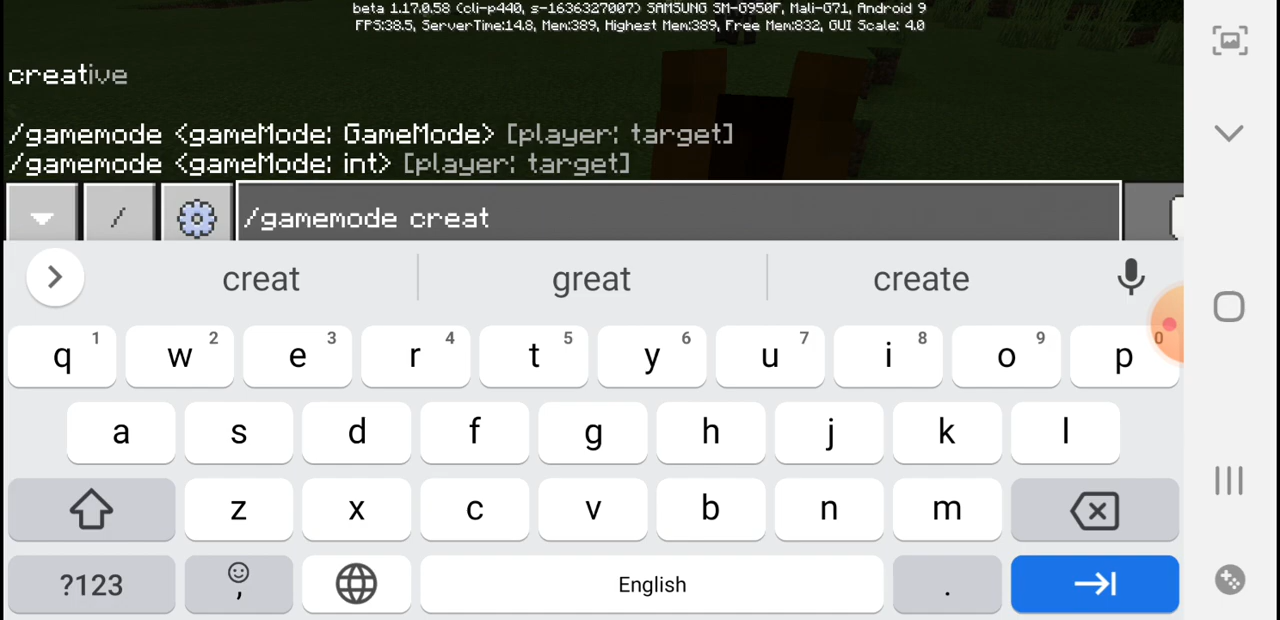 beta 1.17.0.58 (cli-p440, s-1636327007) SAMSUNG SM-G950F, Mali-G71, Android 9
FPS:38.5, ServerTime:14.8, Mem:389, Highest Mem:389, Free Mem:832, GUI Scale: 4.0
creative
/gamemode <gameMode: GameMode> [player: target]
/gamemode <gameMode: int> [player: target]
/ /gamemode creat
creat great create
q 1 w 2 e 3 r 4 t 5 y 6 u 7 i 8 o 9 p 0
a s d f g h j k l
z x c v b n m
?123 , English .